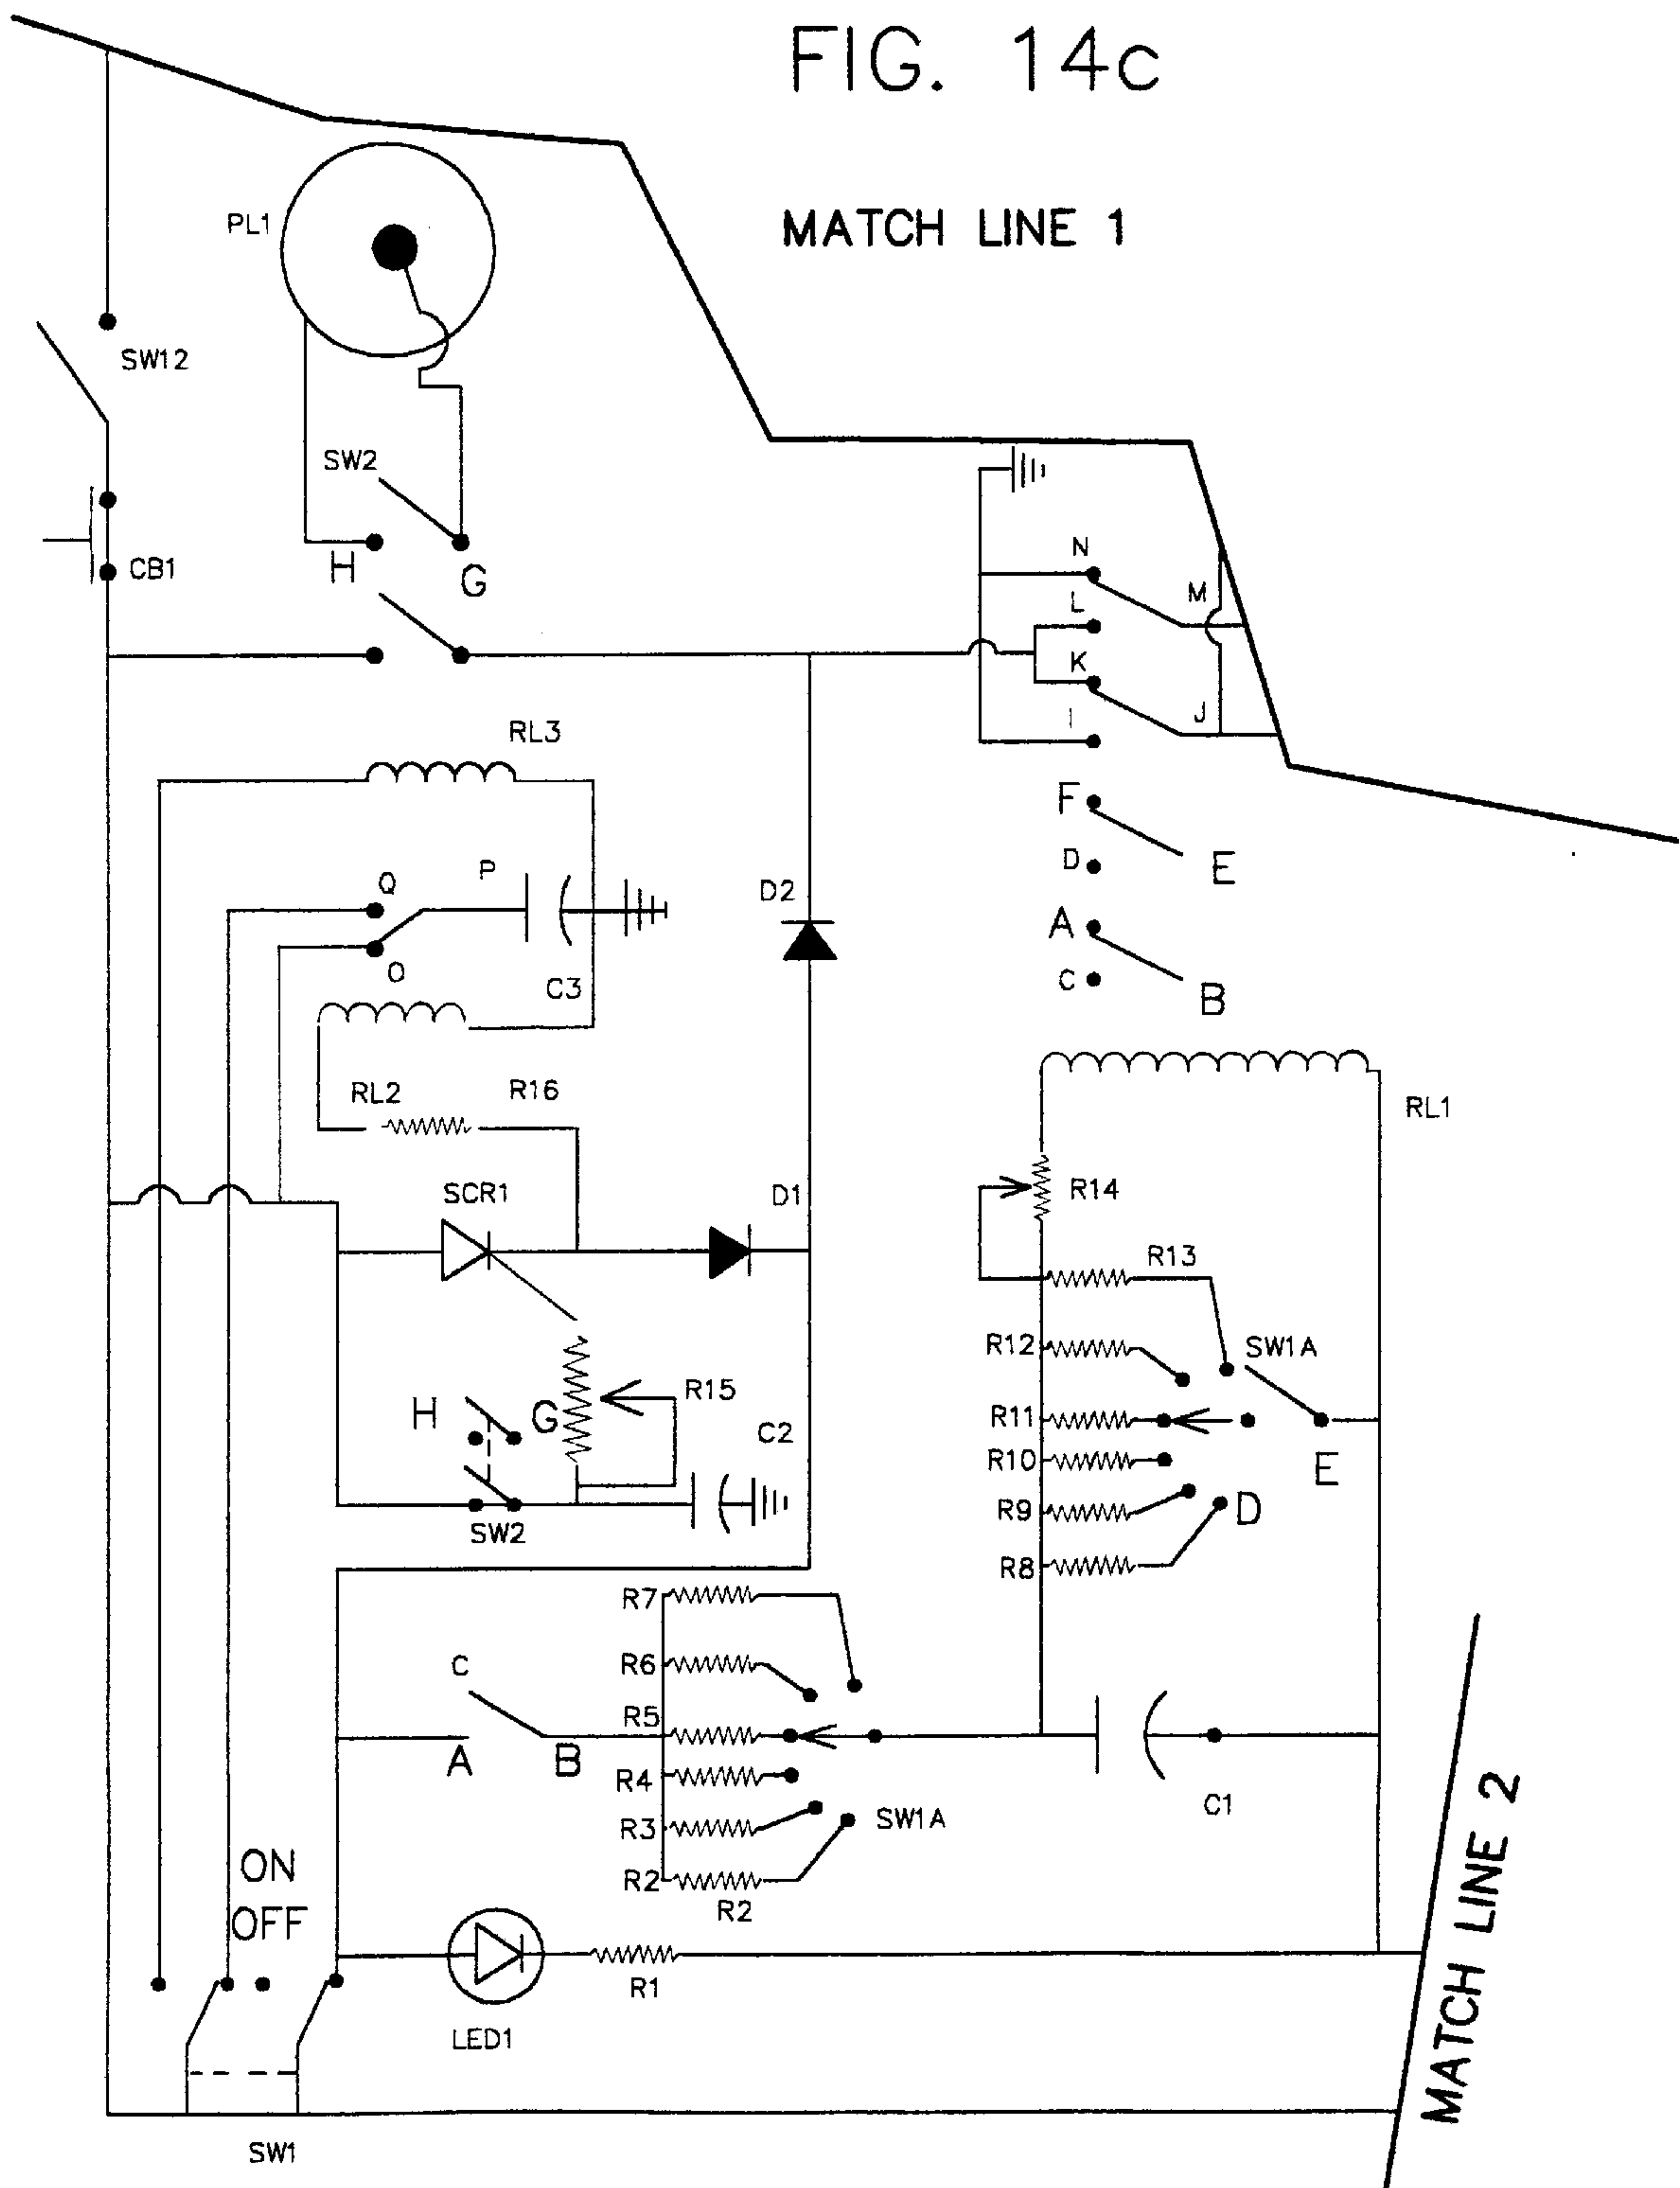 FIG. 14c
MATCH LINE 1
PL1
SW12
SW2
CB1
H
G
N
M
L
K
J
I
RL3
F
E
D
P
Q
D2
A
O
C3
C
B
RL2
R16
RL1
SCR1
D1
R14
R13
R12
SW1A
R15
H
G
C2
R11
R10
E
R9
D
SW2
R8
R7
C
R6
R5
A
B
R4
C1
R3
SW1A
R2
R2
ON
OFF
R1
LED1
MATCH LINE 2
SW1